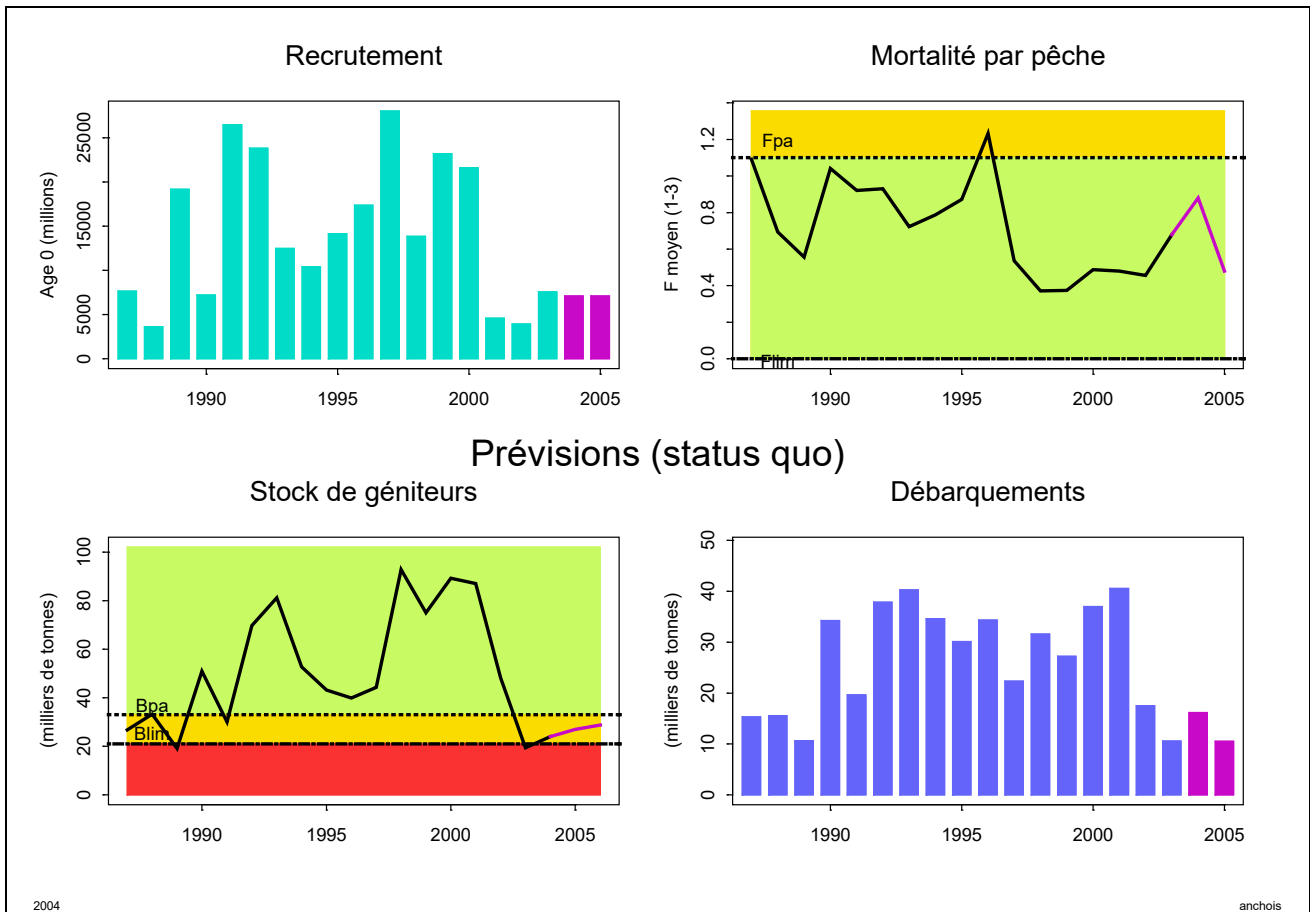 Recrutement
Age 0 (millions)
0
5000
15000
25000
1990
1995
2000
2005
Mortalité par pêche
F moyen (1-3)
0.0
0.4
0.8
1.2
Fpa
Flim
1990
1995
2000
2005
Prévisions (status quo)
Stock de géniteurs
(milliers de tonnes)
0
20
40
60
80
100
Bpa
Blim
1990
1995
2000
2005
Débarquements
(milliers de tonnes)
0
10
20
30
40
50
1990
1995
2000
2005
2004
anchois